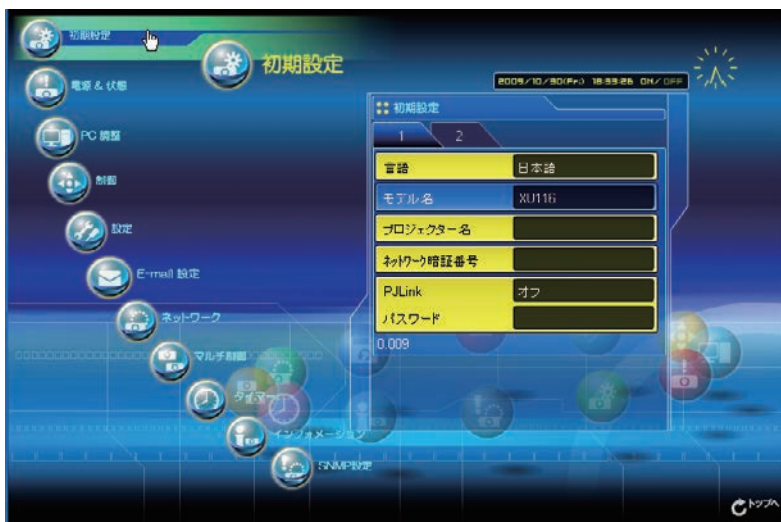 初期設定
初期設定
電源 & 状態
PC 調整
制御
設定
E-mail 設定
ネットワーク
マルチ制御
タイマー
インフォメーション
SNMP設定
2009/10/30(Fri.) 18:33:26 ON/OFF
初期設定
1 2
言語 日本語
モデル名 XU116
プロジェクター名
ネットワーク暗証番号
PJLink オフ
パスワード
0.009
トップへ